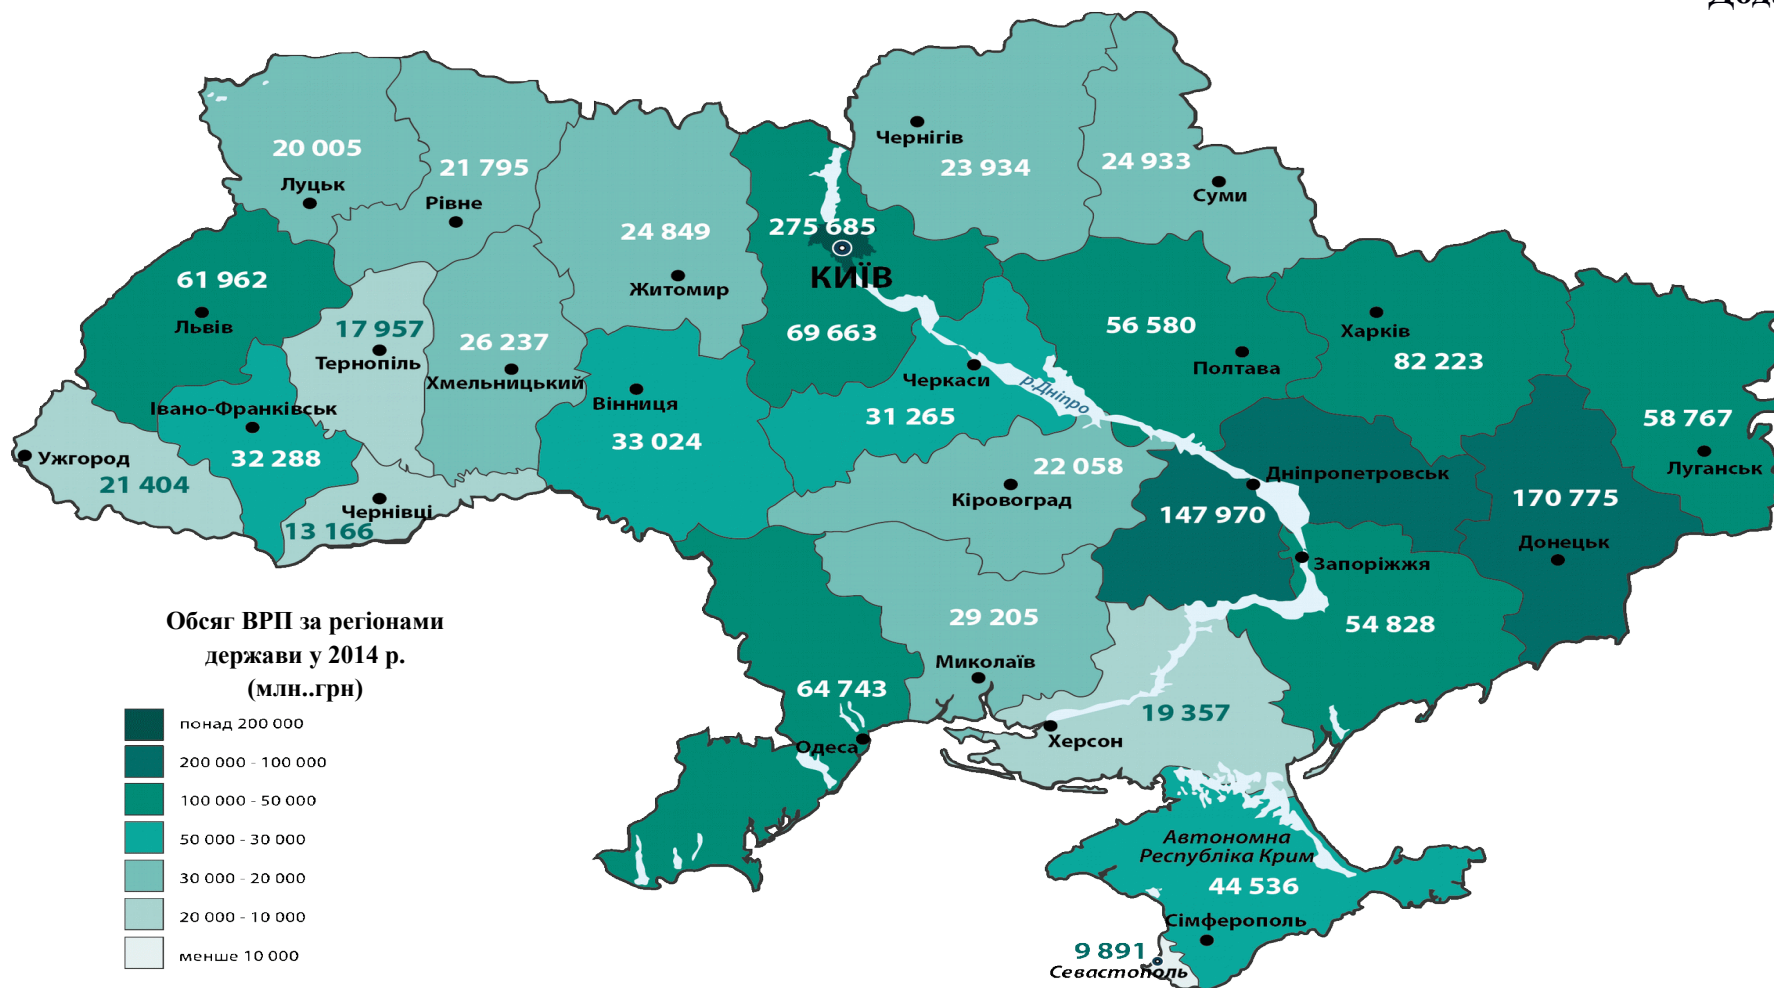 Дода
20 005
Луцьк
21 795
Рівне
24 849
Житомир
275 685
КИЇВ
69 663
Чернігів
23 934
24 933
Суми
61 962
Львів
17 957
Тернопіль
26 237
Хмельницький
Вінниця
33 024
Черкаси
31 265
р.Дніпро
56 580
Полтава
Харків
82 223
58 767
Луганськ
Івано-Франківськ
32 288
Ужгород
21 404
Чернівці
13 166
22 058
Кіровоград
Дніпропетровськ
147 970
170 775
Донецьк
Запоріжжя
54 828
29 205
Миколаїв
64 743
Одеса
19 357
Херсон
Автономна
Республіка Крим
44 536
Сімферополь
9 891
Севастополь
Обсяг ВРП за регіонами
держави у 2014 р.
(млн..грн)
понад 200 000
200 000 - 100 000
100 000 - 50 000
50 000 - 30 000
30 000 - 20 000
20 000 - 10 000
менше 10 000